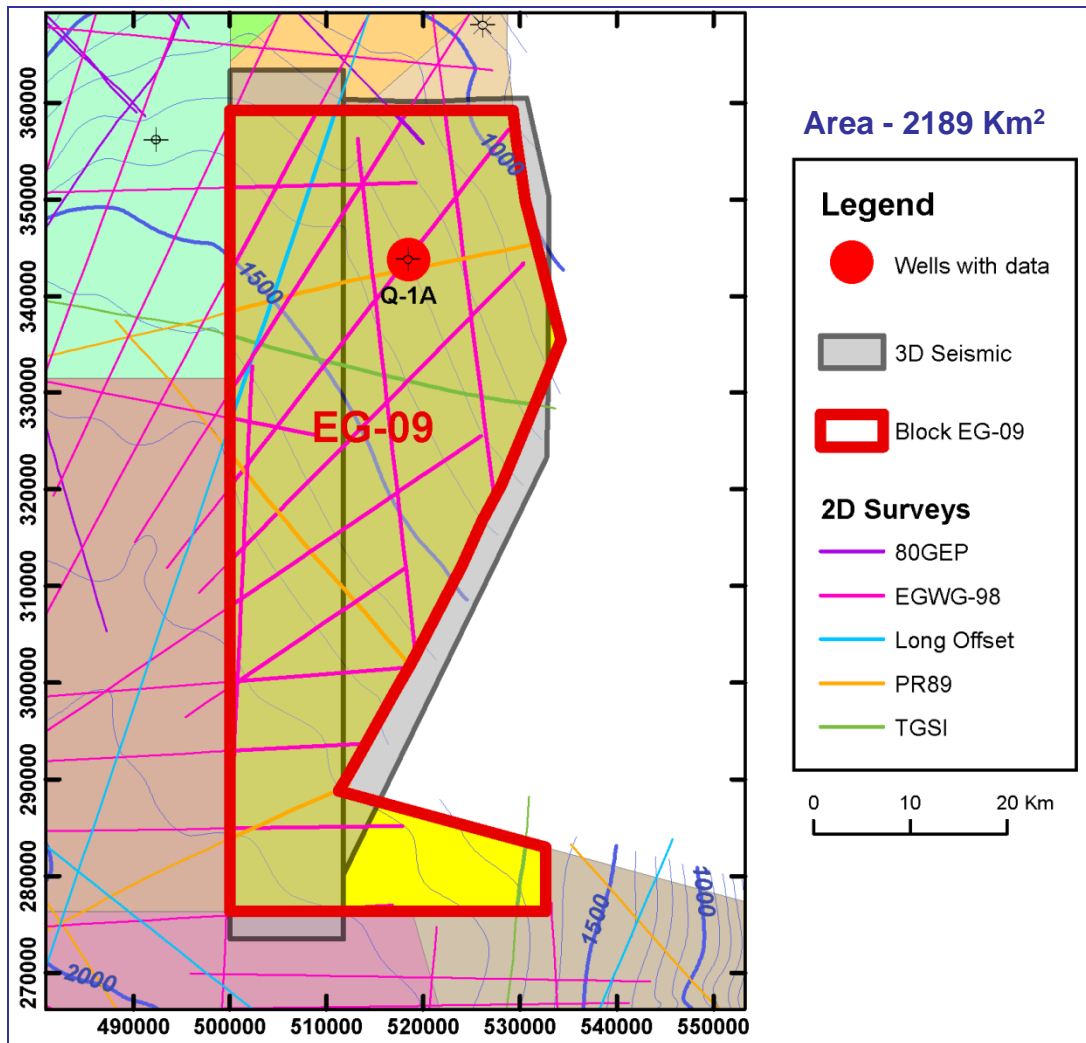 Area - 2189 Km²
Legend
Wells with data
3D Seismic
Block EG-09
2D Surveys
80GEP
EGWG-98
Long Offset
PR89
TGSI
0 10 20 Km
360000
350000
340000
330000
320000
310000
300000
290000
280000
270000
1000
1500
Q-1A
EG-09
1500
1000
2000
490000 500000 510000 520000 530000 540000 550000